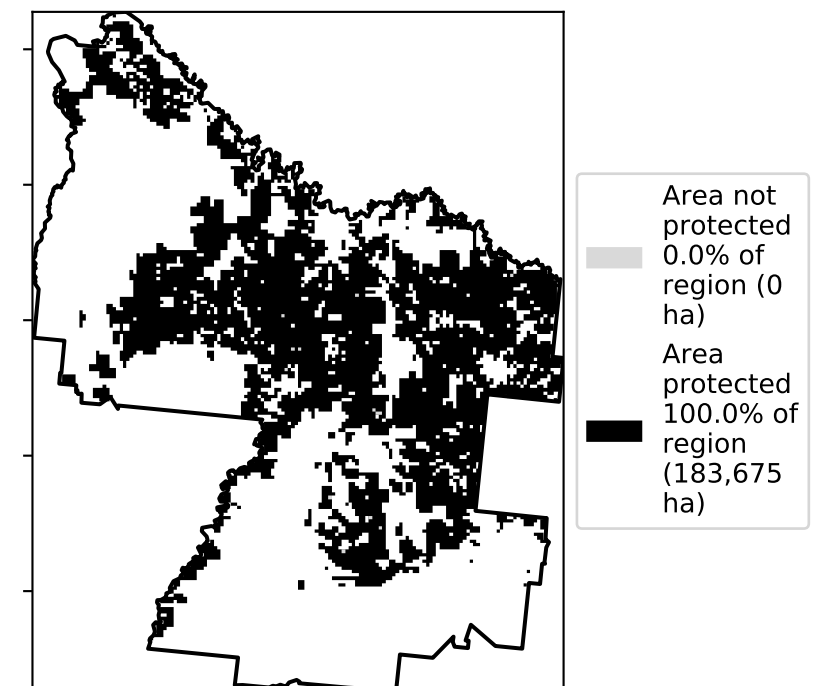 Area not
protected
0.0% of
region (0
ha)
Area
protected
100.0% of
region
(183,675
ha)